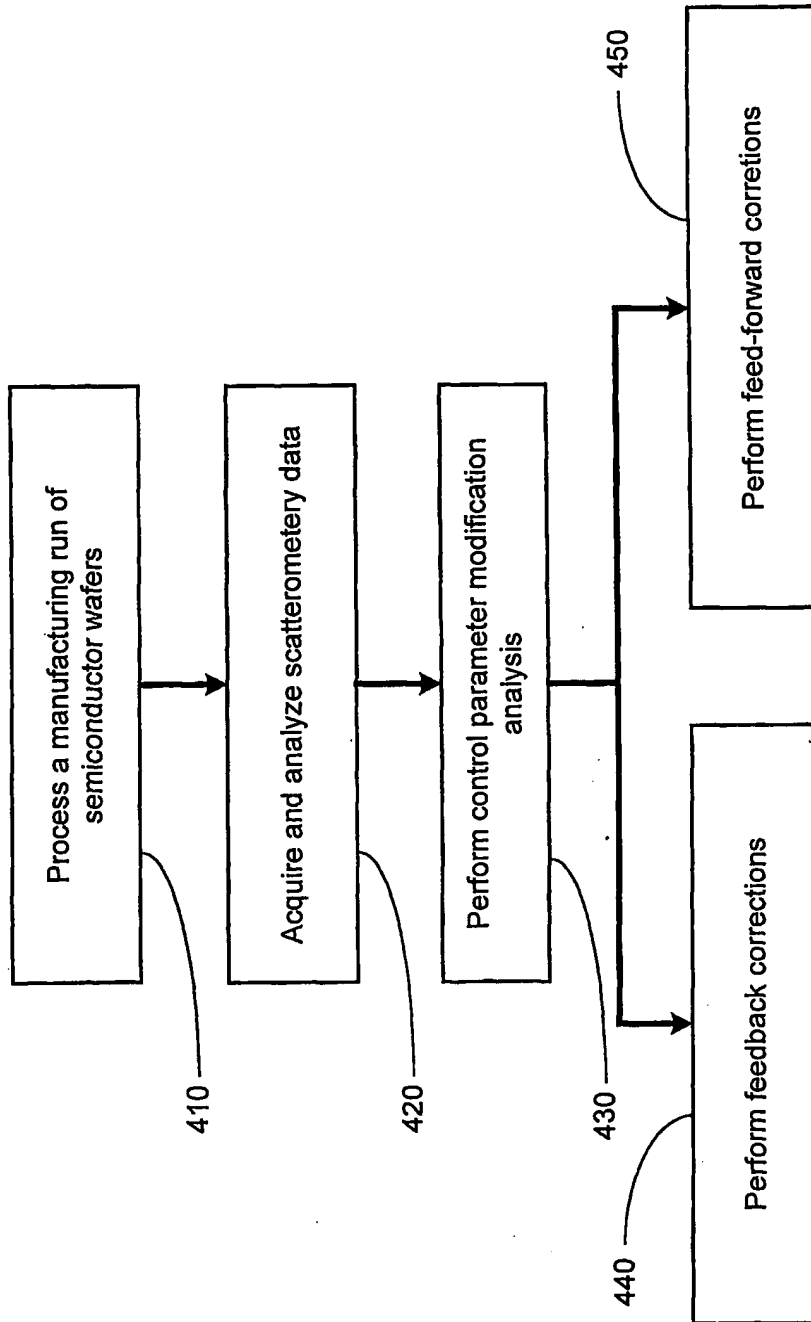 Process a manufacturing run of
semiconductor wafers
410
Acquire and analyze scatterometery data
420
Perform control parameter modification
analysis
430
Perform feedback corrections
440
Perform feed-forward corretions
450